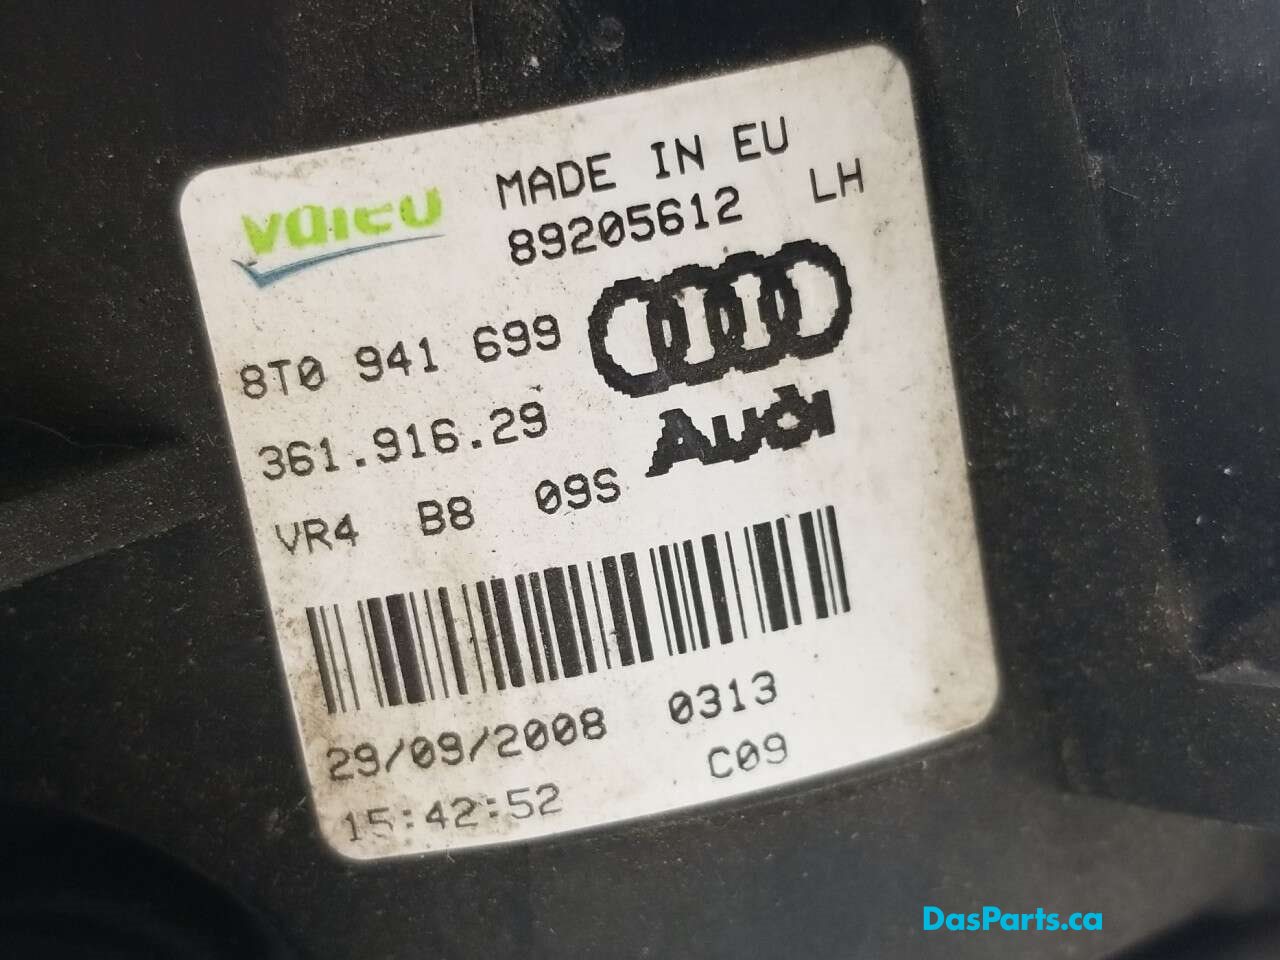 Valeo
MADE IN EU
89205612 LH
8T0 941 699
361.916.29
Audi
VR4 B8 09S
29/09/2008 0313
15:42:52 C09
DasParts.ca